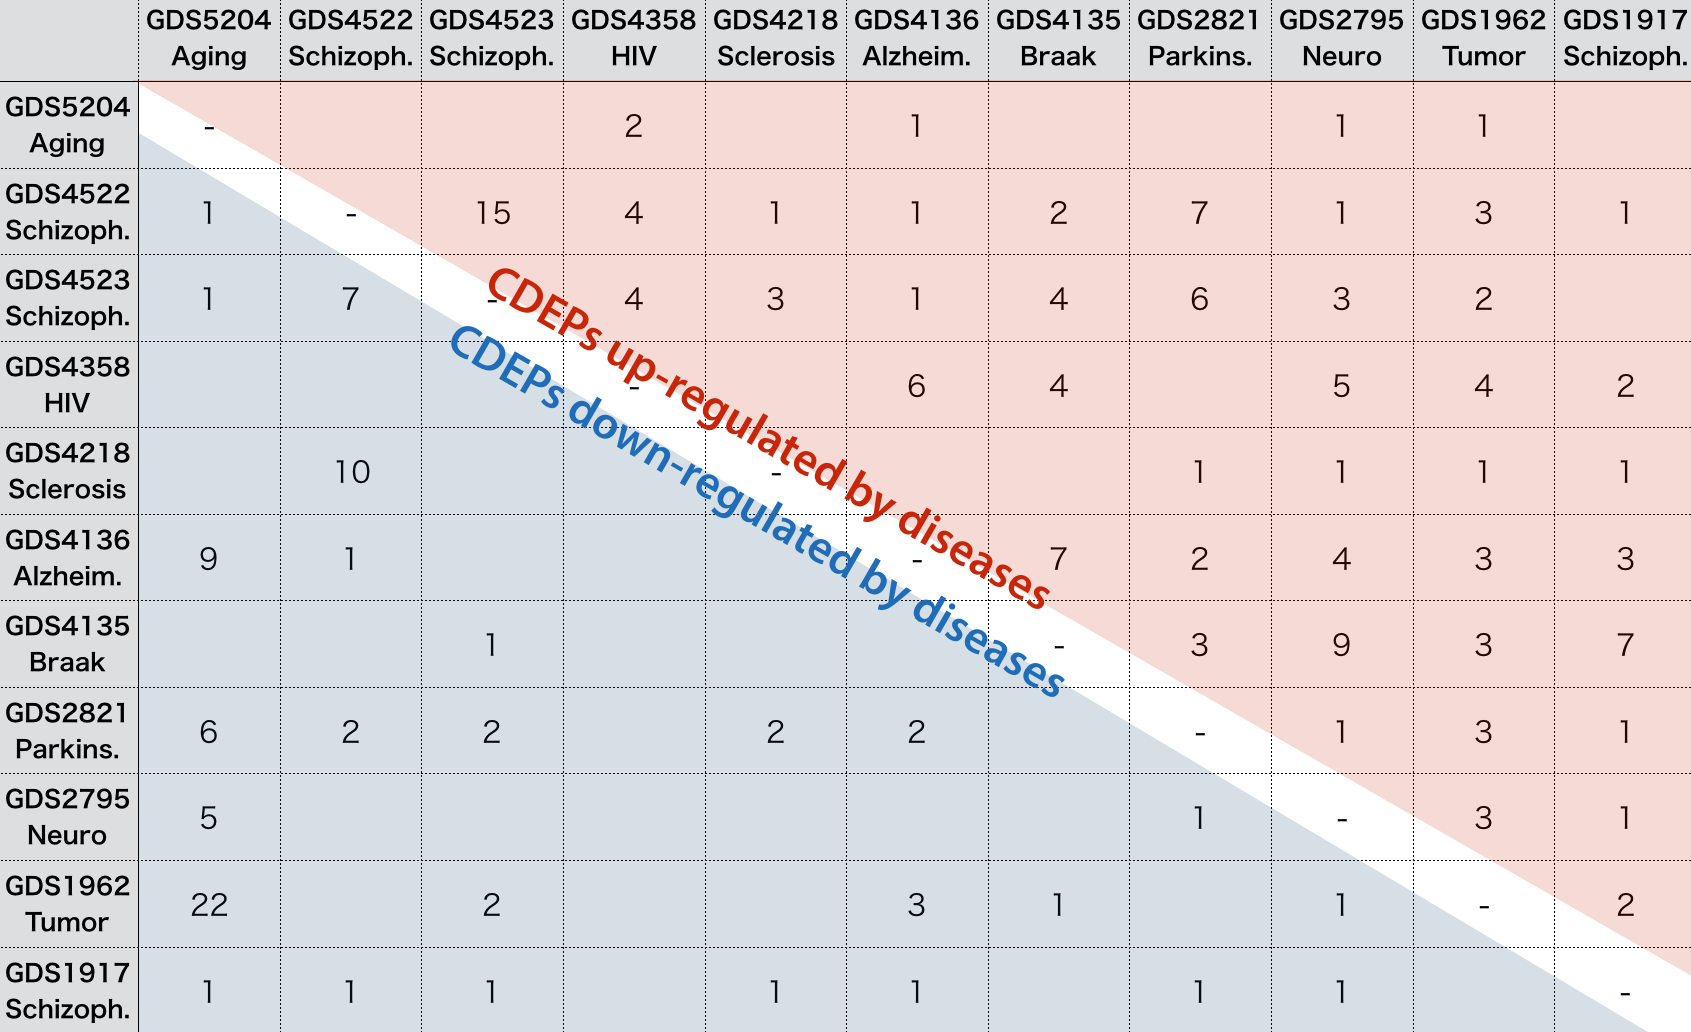 GDS5204 GDS4522 GDS4523 GDS4358 GDS4218 GDS4136 GDS4135 GDS2821 GDS2795 GDS1962 GDS1917
Aging Schizoph. Schizoph. HIV Sclerosis Alzheim. Braak Parkins. Neuro Tumor Schizoph.
GDS5204
Aging
- 2 1 1 1
GDS4522
Schizoph.
1 - 15 4 1 1 2 7 1 3 1
GDS4523
Schizoph.
1 7 - 4 3 1 4 6 3 2
GDS4358
HIV
- 6 4 5 4 2
GDS4218
Sclerosis
10 - 1 1 1 1
GDS4136
Alzheim.
9 1 - 7 2 4 3 3
GDS4135
Braak
1 - 3 9 3 7
GDS2821
Parkins.
6 2 2 2 2 - 1 3 1
GDS2795
Neuro
5 1 - 3 1
GDS1962
Tumor
22 2 3 1 1 - 2
GDS1917
Schizoph.
1 1 1 1 1 1 1 -
CDEPs up-regulated by diseases
CDEPs down-regulated by diseases